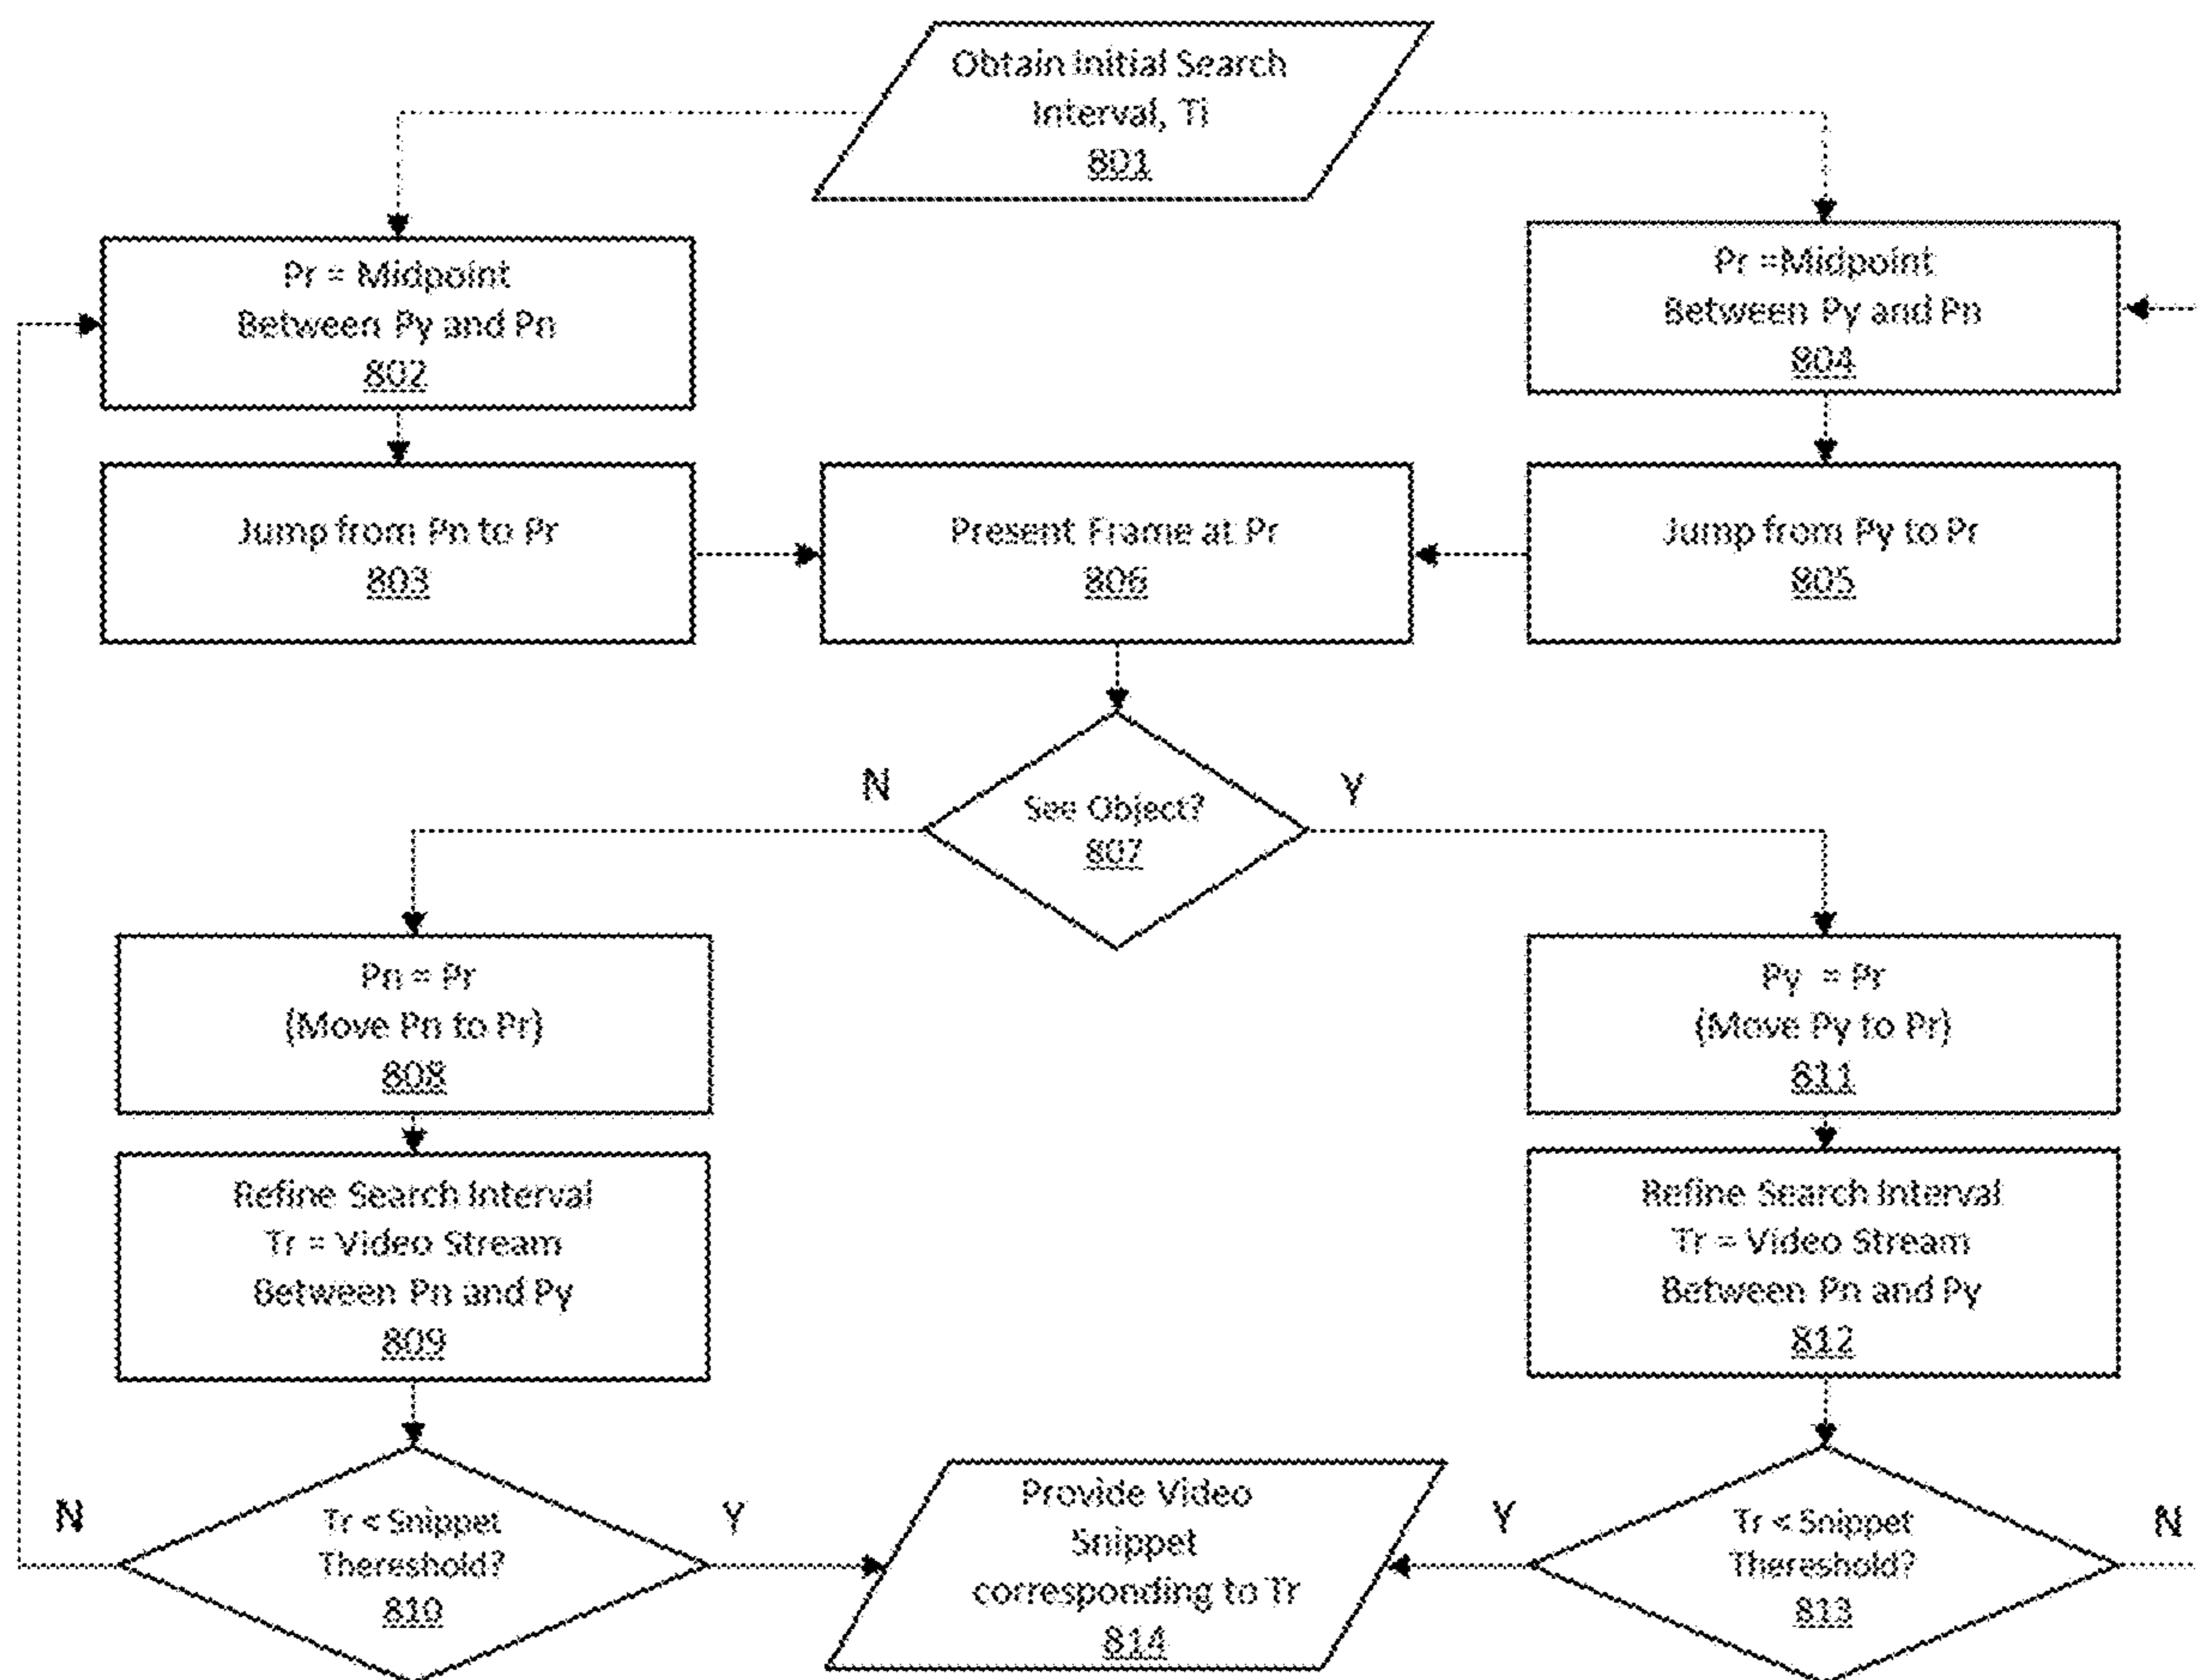 Obtain Initial Search
Interval, Ti
801
Pr = Midpoint
Between Py and Pn
802
Pr =Midpoint
Between Py and Pn
804
Jump from Pn to Pr
803
Present Frame at Pr
806
Jump from Py to Pr
805
N
See Object?
807
Y
Pn = Pr
(Move Pn to Pr)
808
Py = Pr
(Move Py to Pr)
811
Refine Search Interval
Tr = Video Stream
Between Pn and Py
809
Refine Search Interval
Tr = Video Stream
Between Pn and Py
812
N
Tr < Snippet
Thereshold?
810
Y
Provide Video
Snippet
corresponding to Tr
814
Y
Tr < Snippet
Thereshold?
813
N